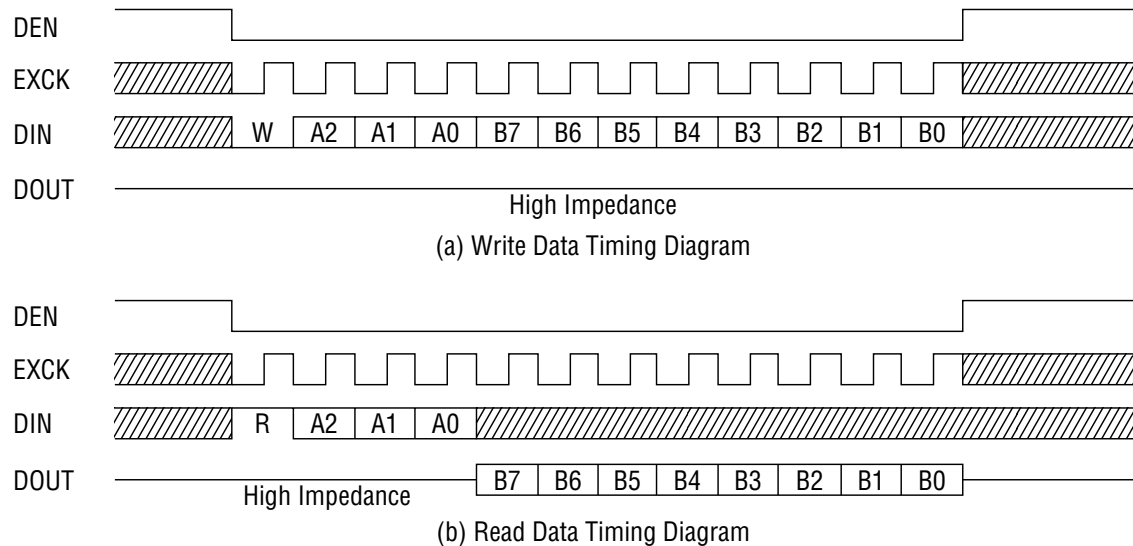 DEN
EXCK
DIN W A2 A1 A0 B7 B6 B5 B4 B3 B2 B1 B0
DOUT
High Impedance
(a) Write Data Timing Diagram
DEN
EXCK
DIN R A2 A1 A0
DOUT B7 B6 B5 B4 B3 B2 B1 B0
High Impedance
(b) Read Data Timing Diagram